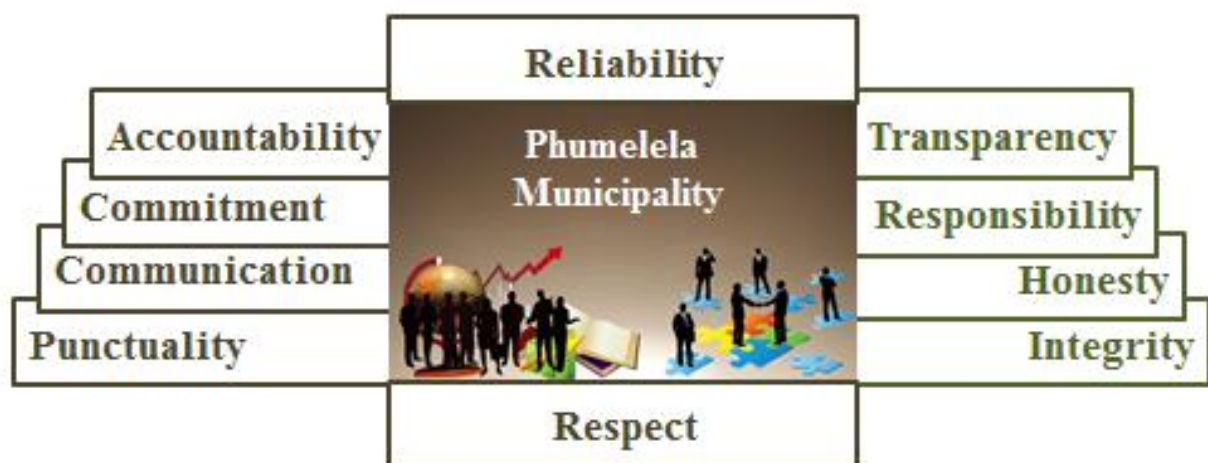 Reliability
Accountability
Commitment
Communication
Punctuality
Phumelela
Municipality
Transparency
Responsibility
Honesty
Integrity
Respect